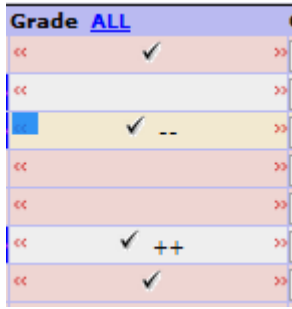 Grade ALL
« ✓ »
« »
« ✓ -- »
« »
« »
« ✓ ++ »
« ✓ »